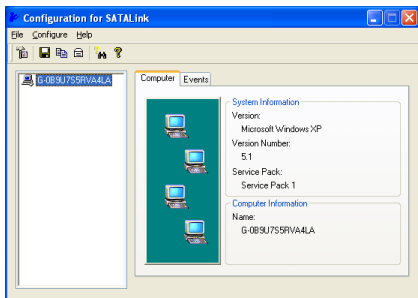 Configuration for SATALink
File Configure Help
G-0B9U7S5RVA4LA
Computer Events
System Information
Version:
Microsoft Windows XP
Version Number:
5.1
Service Pack:
Service Pack 1
Computer Information
Name:
G-0B9U7S5RVA4LA